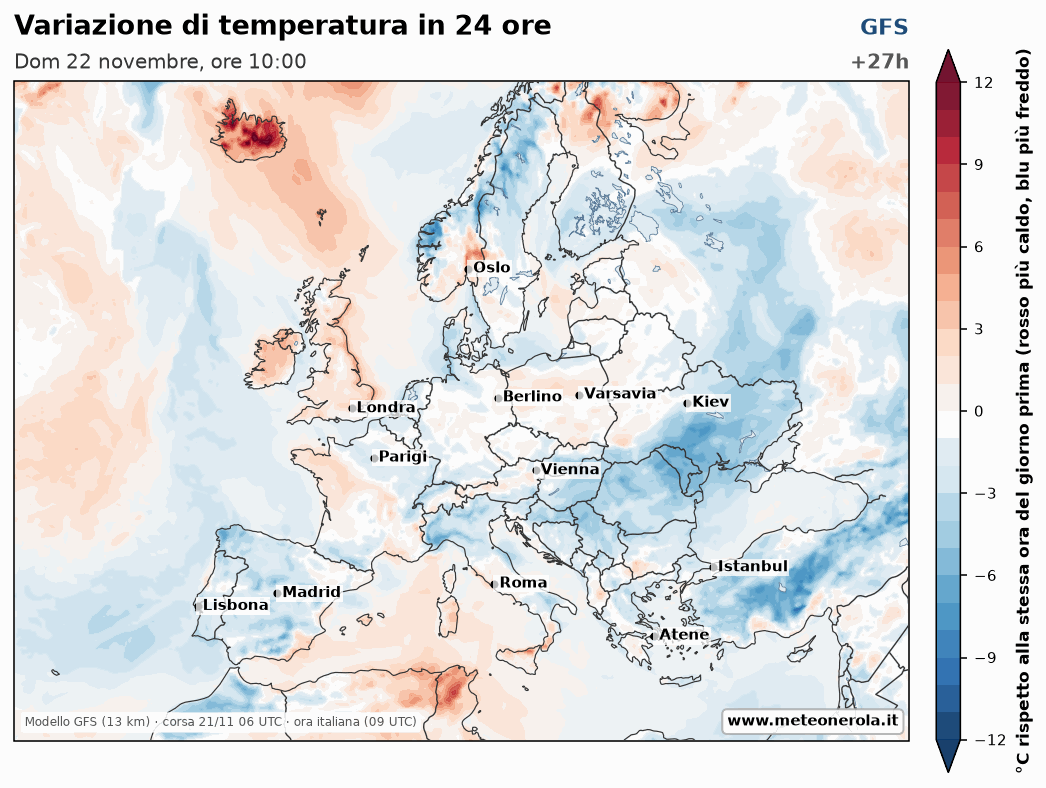 Variazione di temperatura in 24 ore
GFS
Dom 22 novembre, ore 10:00
+27h
Oslo
Londra
Berlino
Varsavia
Kiev
Parigi
Vienna
Istanbul
Roma
Madrid
Lisbona
Atene
Modello GFS (13 km) · corsa 21/11 06 UTC · ora italiana (09 UTC)
www.meteonerola.it
12
9
6
3
0
−3
−6
−9
−12
°C rispetto alla stessa ora del giorno prima (rosso più caldo, blu più freddo)